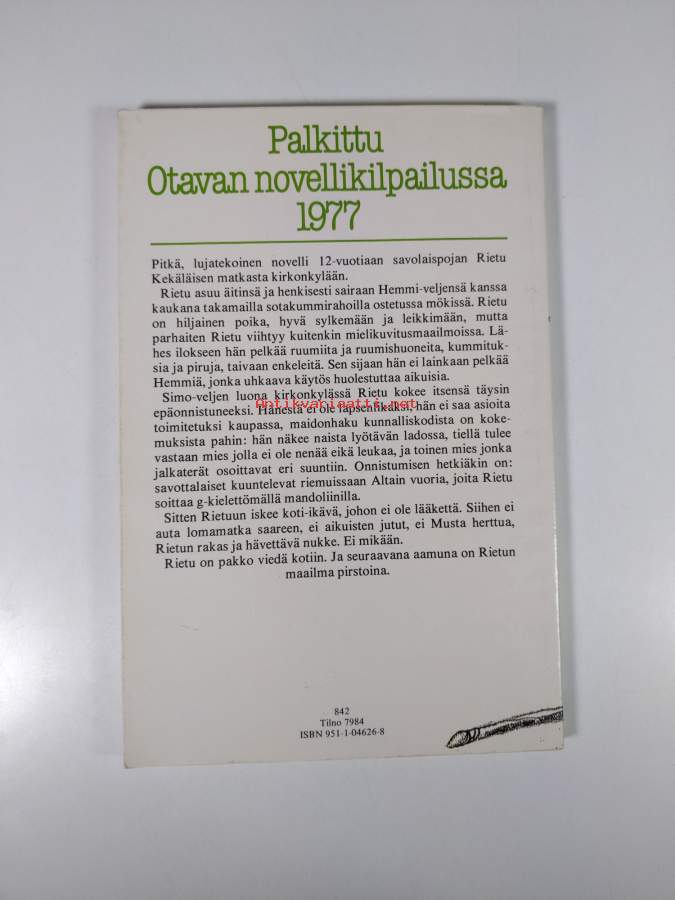 Palkittu
Otavan novellikilpailussa
1977
Pitkä, lujatekoinen novelli 12-vuotiaan savolaispojan Rietu
Kekäläisen matkasta kirkonkylään.
Rietu asuu äitinsä ja henkisesti sairaan Hemmi-veljensä kanssa
kaukana takamailla sotakummirahoilla ostetussa mökissä. Rietu
on hiljainen poika, hyvä sylkemään ja leikkimään, mutta
parhaiten Rietu viihtyy kuitenkin mielikuvitusmaailmoissa. Lä-
hes ilokseen hän pelkää ruumiita ja ruumishuoneita, kummituk-
sia ja piruja, taivaan enkeleitä. Sen sijaan hän ei lainkaan pelkää
Hemmiä, jonka uhkaava käytös huolestuttaa aikuisia.
Simo-veljen luona kirkonkylässä Rietu kokee itsensä täysin
epäonnistuneeksi. Hänestä ei ole lapsenlikaksi, hän ei saa asioita
Antikvariaatti.net
toimitetuksi kaupassa, maidonhaku kunnalliskodista on koke-
muksista pahin: hän näkee naista lyötävän ladossa, tiellä tulee
vastaan mies jolla ei ole nenää eikä leukaa, ja toinen mies jonka
jalkaterät osoittavat eri suuntiin. Onnistumisen hetkiäkin on:
savottalaiset kuuntelevat riemuissaan Altain vuoria, joita Rietu
soittaa g-kielettömällä mandoliinilla.
Sitten Rietuun iskee koti-ikävä, johon ei ole lääkettä. Siihen ei
auta lomamatka saareen, ei aikuisten jutut, ei Musta herttua,
Rietun rakas ja hävettävä nukke. Ei mikään.
Rietu on pakko viedä kotiin. Ja seuraavana aamuna on Rietun
maailma pirstoina.
842
Tilno 7984
ISBN 951-1-04626-8